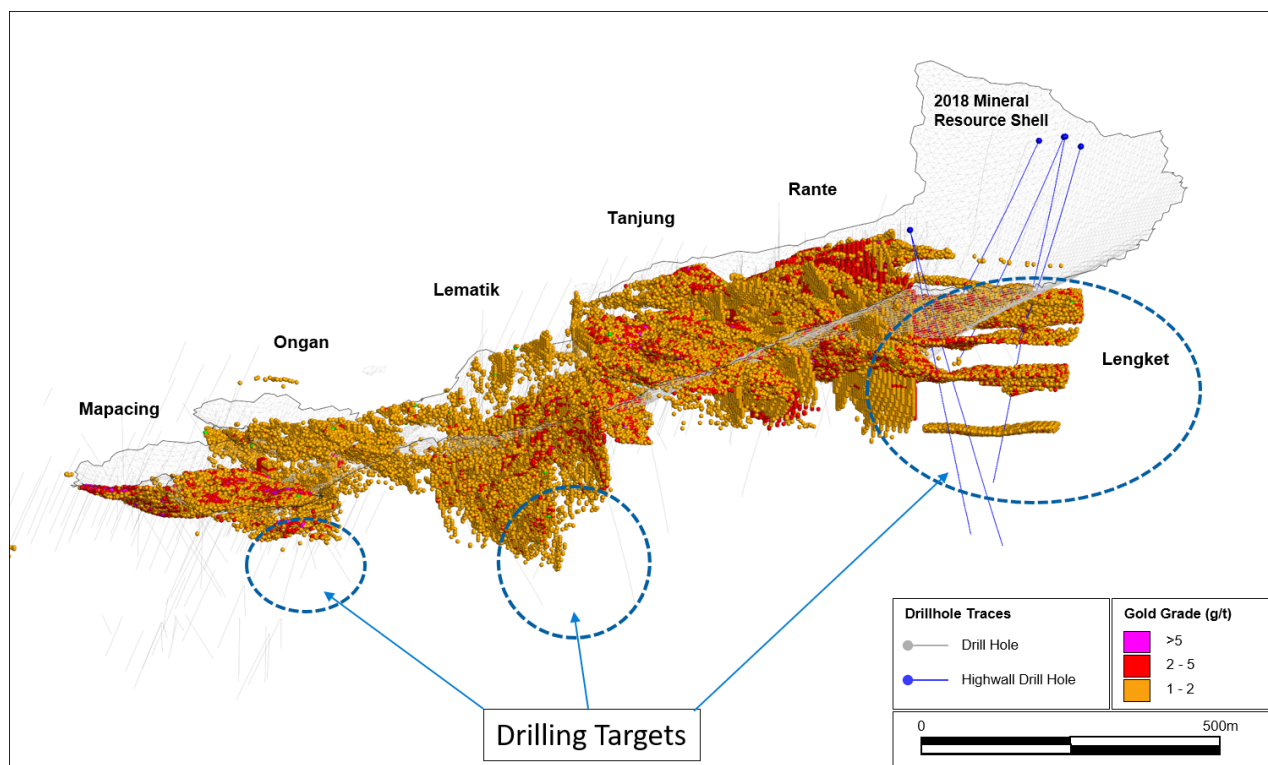 2018 Mineral
Resource Shell
Rante
Tanjung
Lematik
Ongan
Lengket
Mapacing
Drilling Targets
Drillhole Traces
Drill Hole
Highwall Drill Hole
Gold Grade (g/t)
>5
2 - 5
1 - 2
0
500m